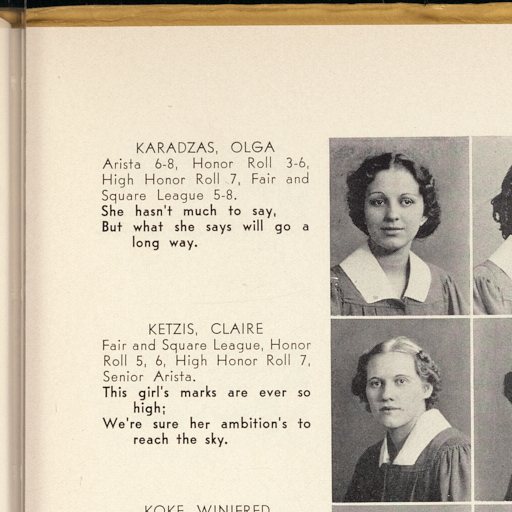 KARADZAS, OLGA
Arista 6-8, Honor Roll 3-6,
High Honor Roll 7, Fair and
Square League 5-8.
She hasn't much to say,
But what she says will go a
long way.
KETZIS, CLAIRE
Fair and Square League, Honor
Roll 5, 6, High Honor Roll 7,
Senior Arista.
This girl's marks are ever so
high;
We're sure her ambition's to
reach the sky.
KOKE, WINIFRED